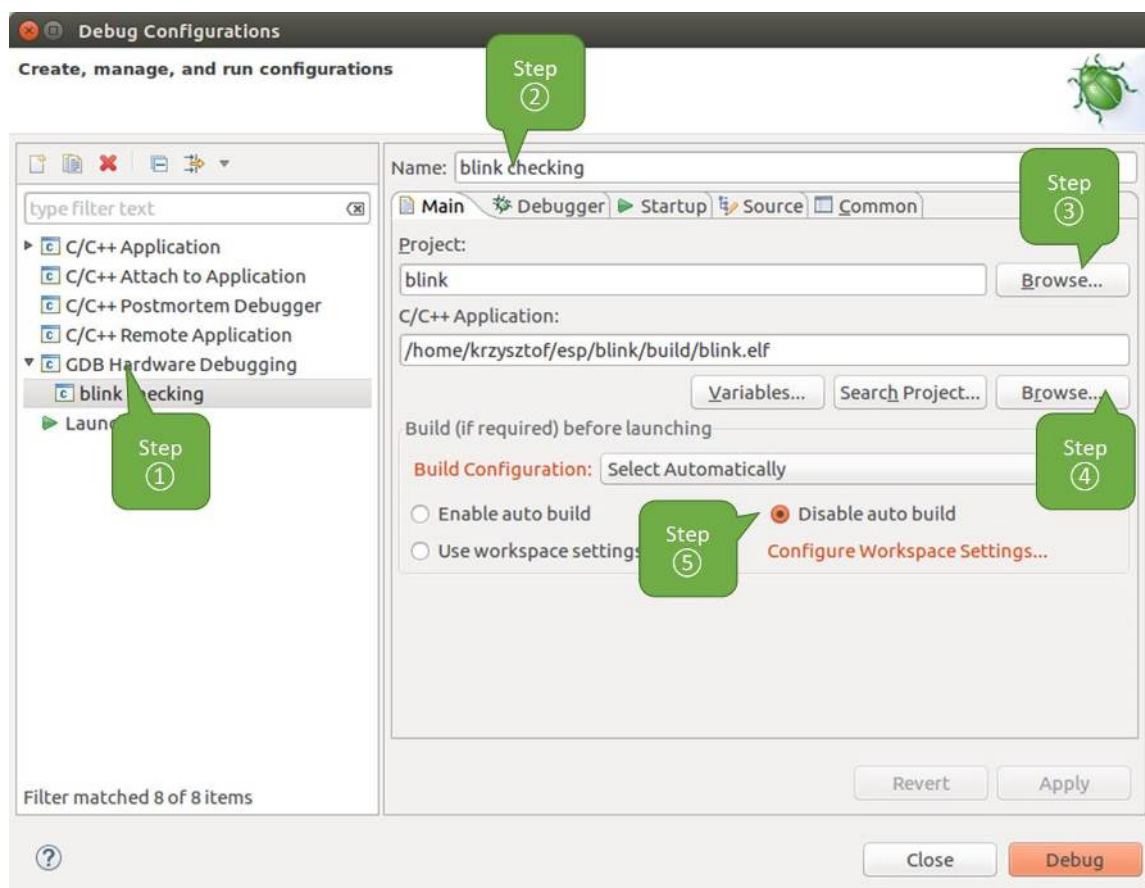 Debug Configurations
Create, manage, and run configurations
Step
②
Name: blink checking
type filter text
Step
③
Main Debugger Startup Source Common
C/C++ Application
C/C++ Attach to Application
C/C++ Postmortem Debugger
C/C++ Remote Application
GDB Hardware Debugging
blink checking
Step
①
Project:
blink Browse...
C/C++ Application:
/home/krzysztof/esp/blink/build/blink.elf
Variables... Search Project... Browse...
Step
④
Build (if required) before launching
Build Configuration: Select Automatically
Enable auto build Disable auto build
Step
⑤
Use workspace settings Configure Workspace Settings...
Filter matched 8 of 8 items
Revert Apply
Close Debug